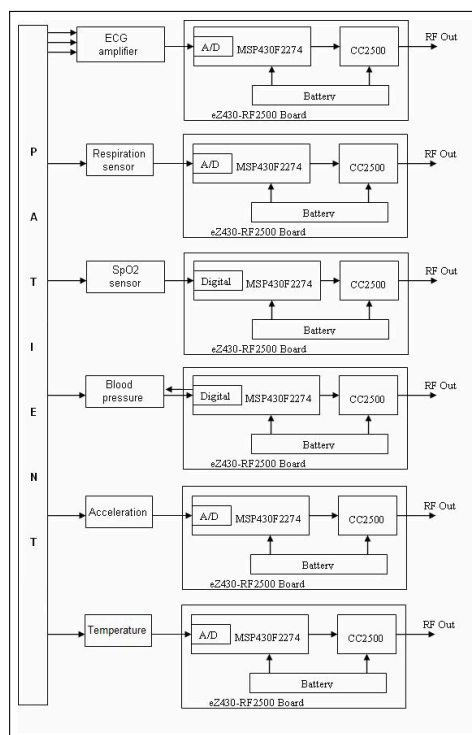 PATIENT
ECG
amplifier
A/D
MSP430F2274
CC2500
RF Out
Battery
eZ430-RF2500 Board
Respiration
sensor
A/D
MSP430F2274
CC2500
RF Out
Battery
eZ430-RF2500 Board
SpO2
sensor
Digital
MSP430F2274
CC2500
RF Out
Battery
eZ430-RF2500 Board
Blood
pressure
Digital
MSP430F2274
CC2500
RF Out
Battery
eZ430-RF2500 Board
Acceleration
A/D
MSP430F2274
CC2500
RF Out
Battery
eZ430-RF2500 Board
Temperature
A/D
MSP430F2274
CC2500
RF Out
Battery
eZ430-RF2500 Board